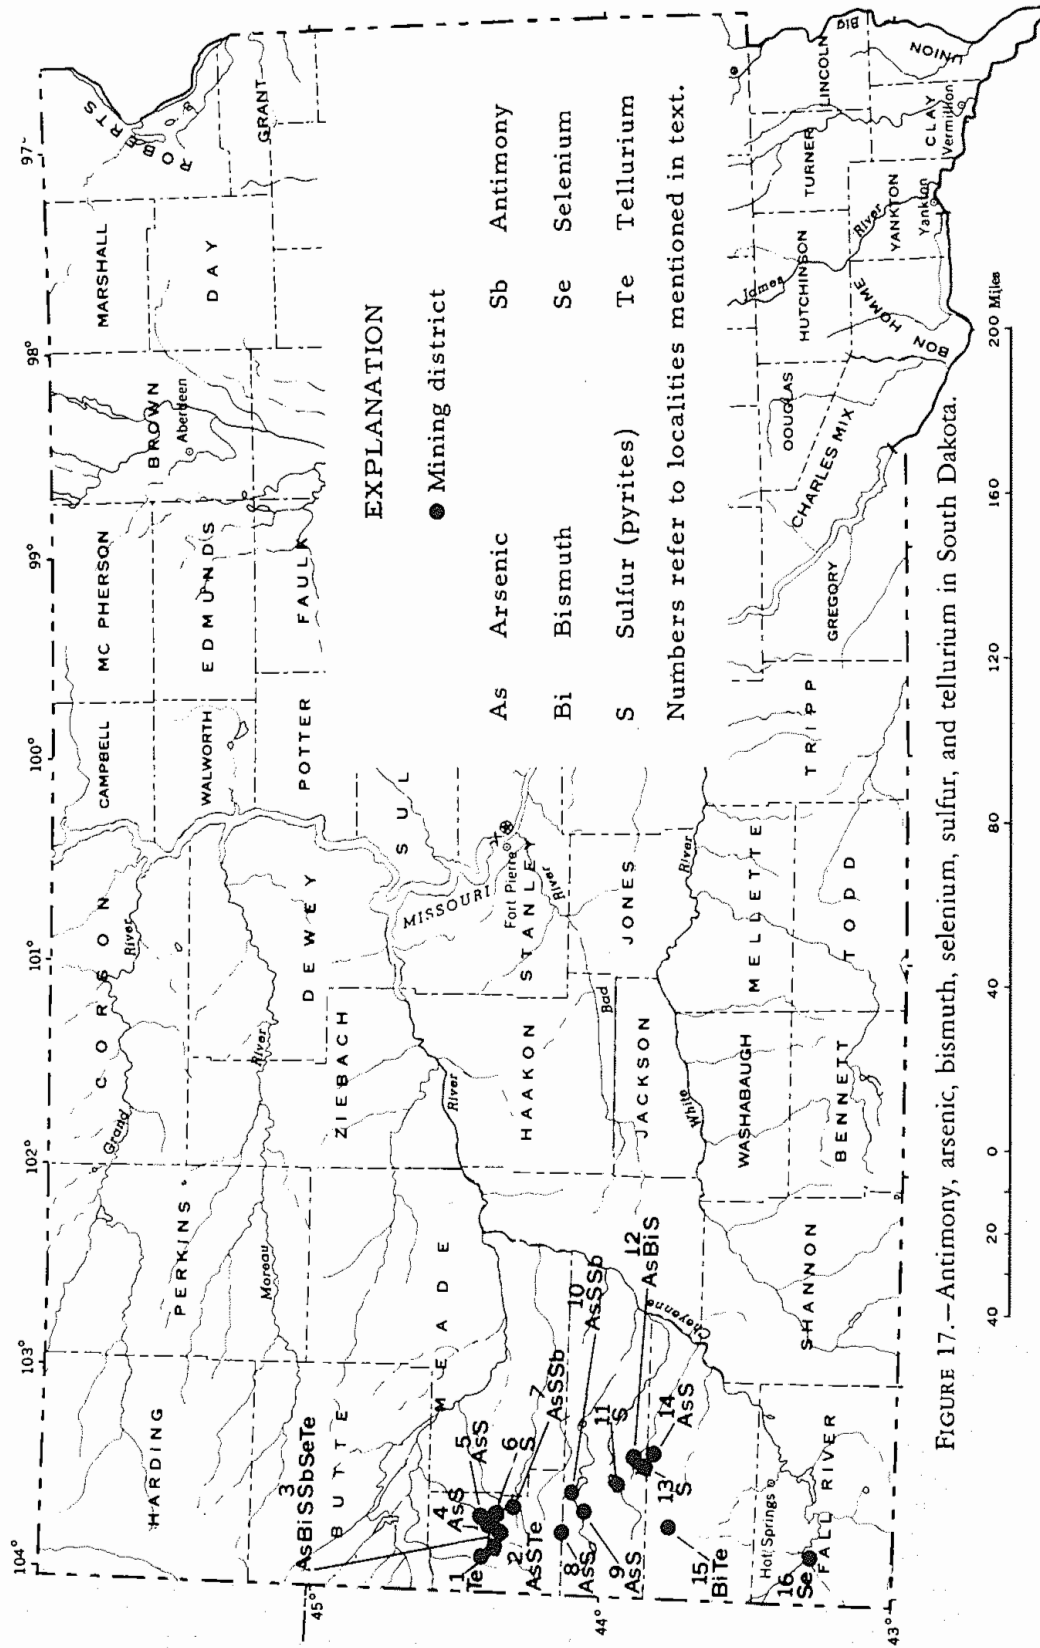 104°
103°
102°
101°
100°
99°
98°
97°
45°
44°
43°
HARDING
PERKINS
CORSON
CAMPBELL
MC PHERSON
MARSHALL
ROBERTS
Grand
River
BROWN
Aberdeen
DAY
GRANT
WALWORTH
EDMUNDS
Moreau
River
DEWEY
POTTER
FAULK
BUTTE
ZIEBACH
MEADE
SUL
MISSOURI
River
Fort Pierre
STANLEY
River
HAAKON
Bad
JACKSON
JONES
Cheyenne
White
River
WASHABAUGH
MELLETTE
TRIPP
SHANNON
BENNETT
TODD
GREGORY
CHARLES MIX
DOUGLAS
HUTCHINSON
TURNER
LINCOLN
James
River
BON HOMME
YANKTON
Yankton
CLAY
Vermillion
UNION
Big
Hot Springs
FALL RIVER
1
Te
2
AsSTe
3
AsBiSSbSeTe
4
AsS
5
AsS
6
S
7
AsSSb
8
AsS
9
AsS
10
AsSSb
11
S
12
AsBiS
13
S
14
AsS
15
BiTe
16
Se
EXPLANATION
● Mining district
As Arsenic Sb Antimony
Bi Bismuth Se Selenium
S Sulfur (pyrites) Te Tellurium
Numbers refer to localities mentioned in text.
40 20 0 40 80 120 160 200 Miles
FIGURE 17.—Antimony, arsenic, bismuth, selenium, sulfur, and tellurium in South Dakota.